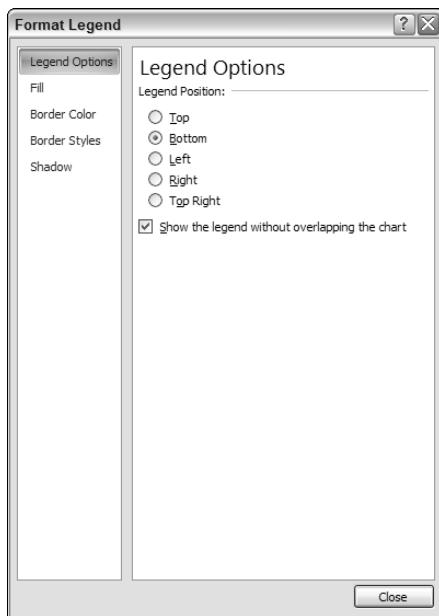 Format Legend
Legend Options
Fill
Border Color
Border Styles
Shadow
Legend Options
Legend Position:
Top
Bottom
Left
Right
Top Right
Show the legend without overlapping the chart
Close